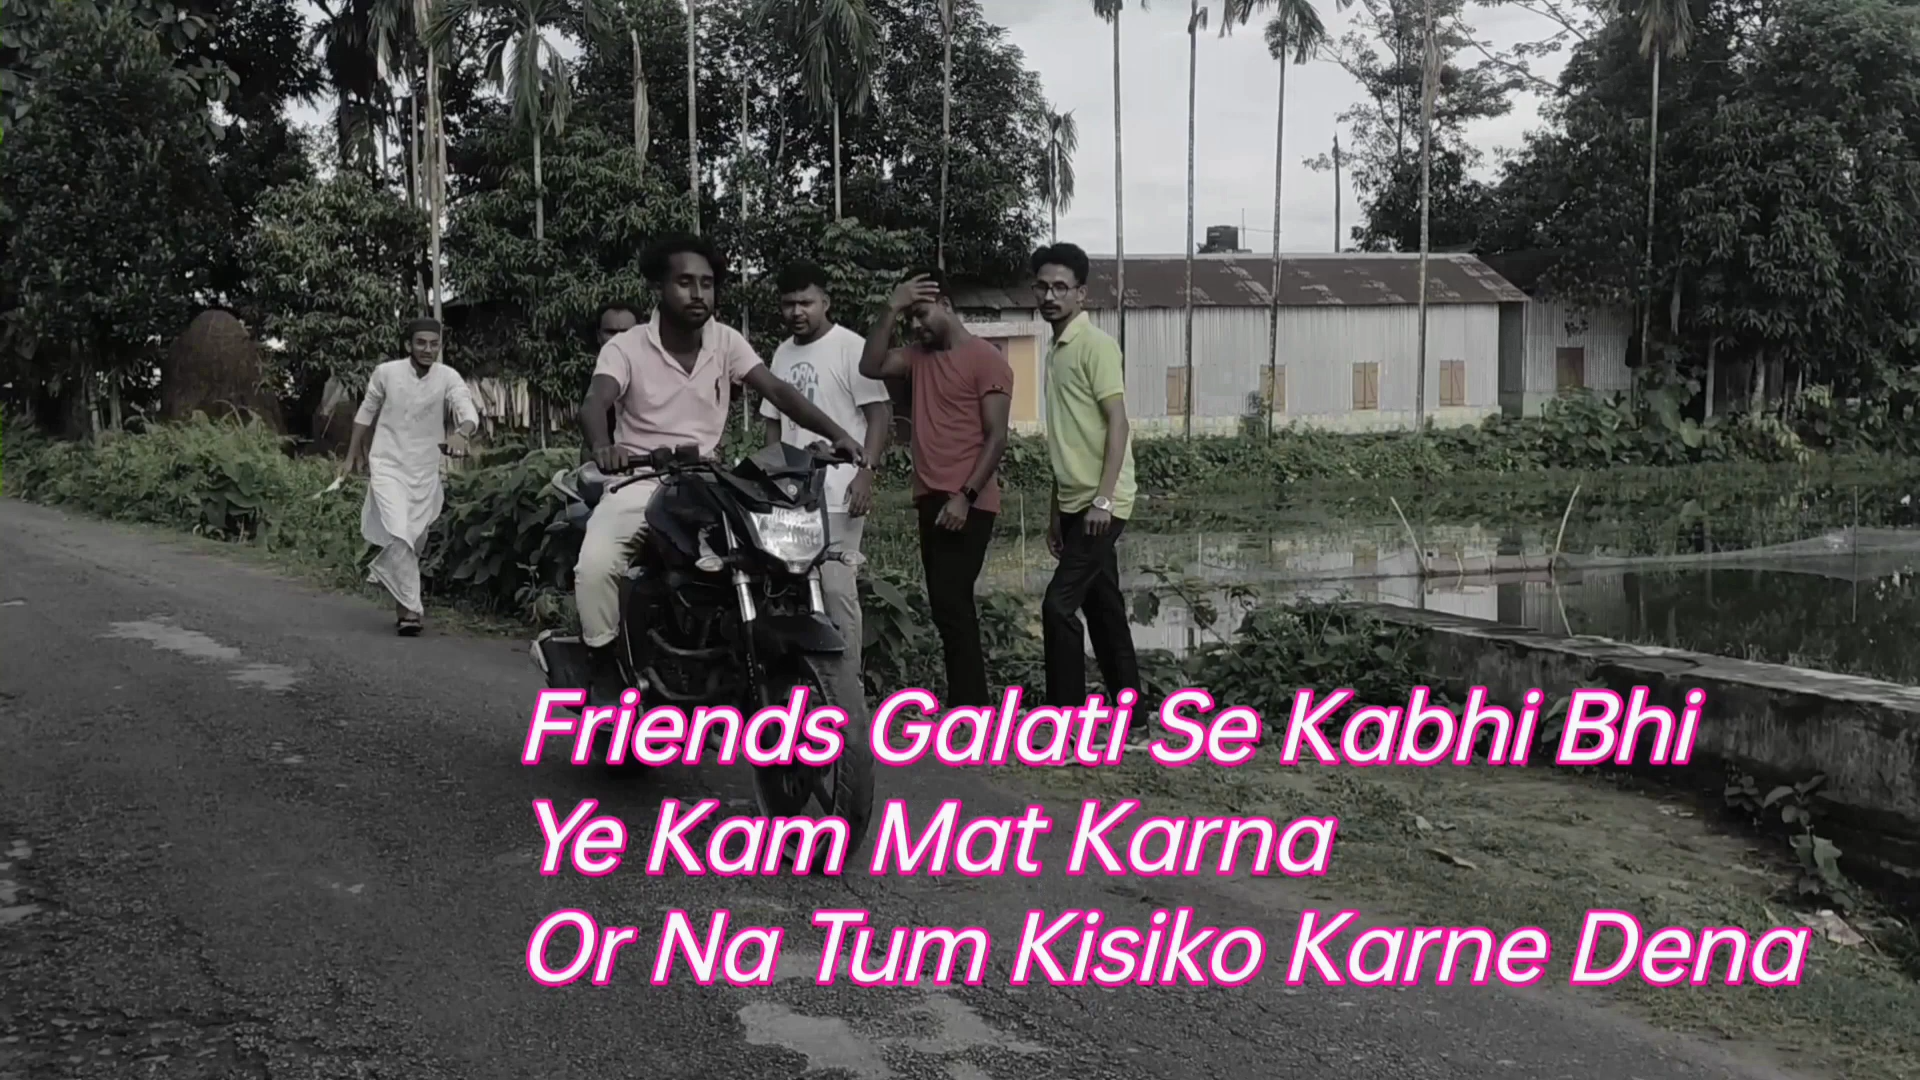 Friends Galati Se Kabhi Bhi
Ye Kam Mat Karna
Or Na Tum Kisiko Karne Dena